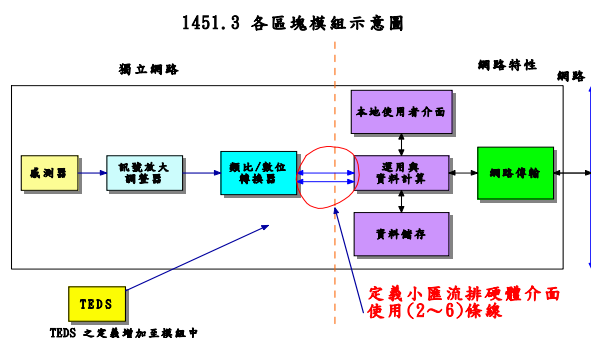 1451.3 各區塊模組示意圖
獨立網路
網路特性
網路
本地使用者介面
感測器
訊號放大
調整器
類比/數位
轉換器
運用與
資料計算
網路傳輸
資料儲存
TEDS
TEDS 之定義增加至模組中
定義小匯流排硬體介面
使用(2～6)條線